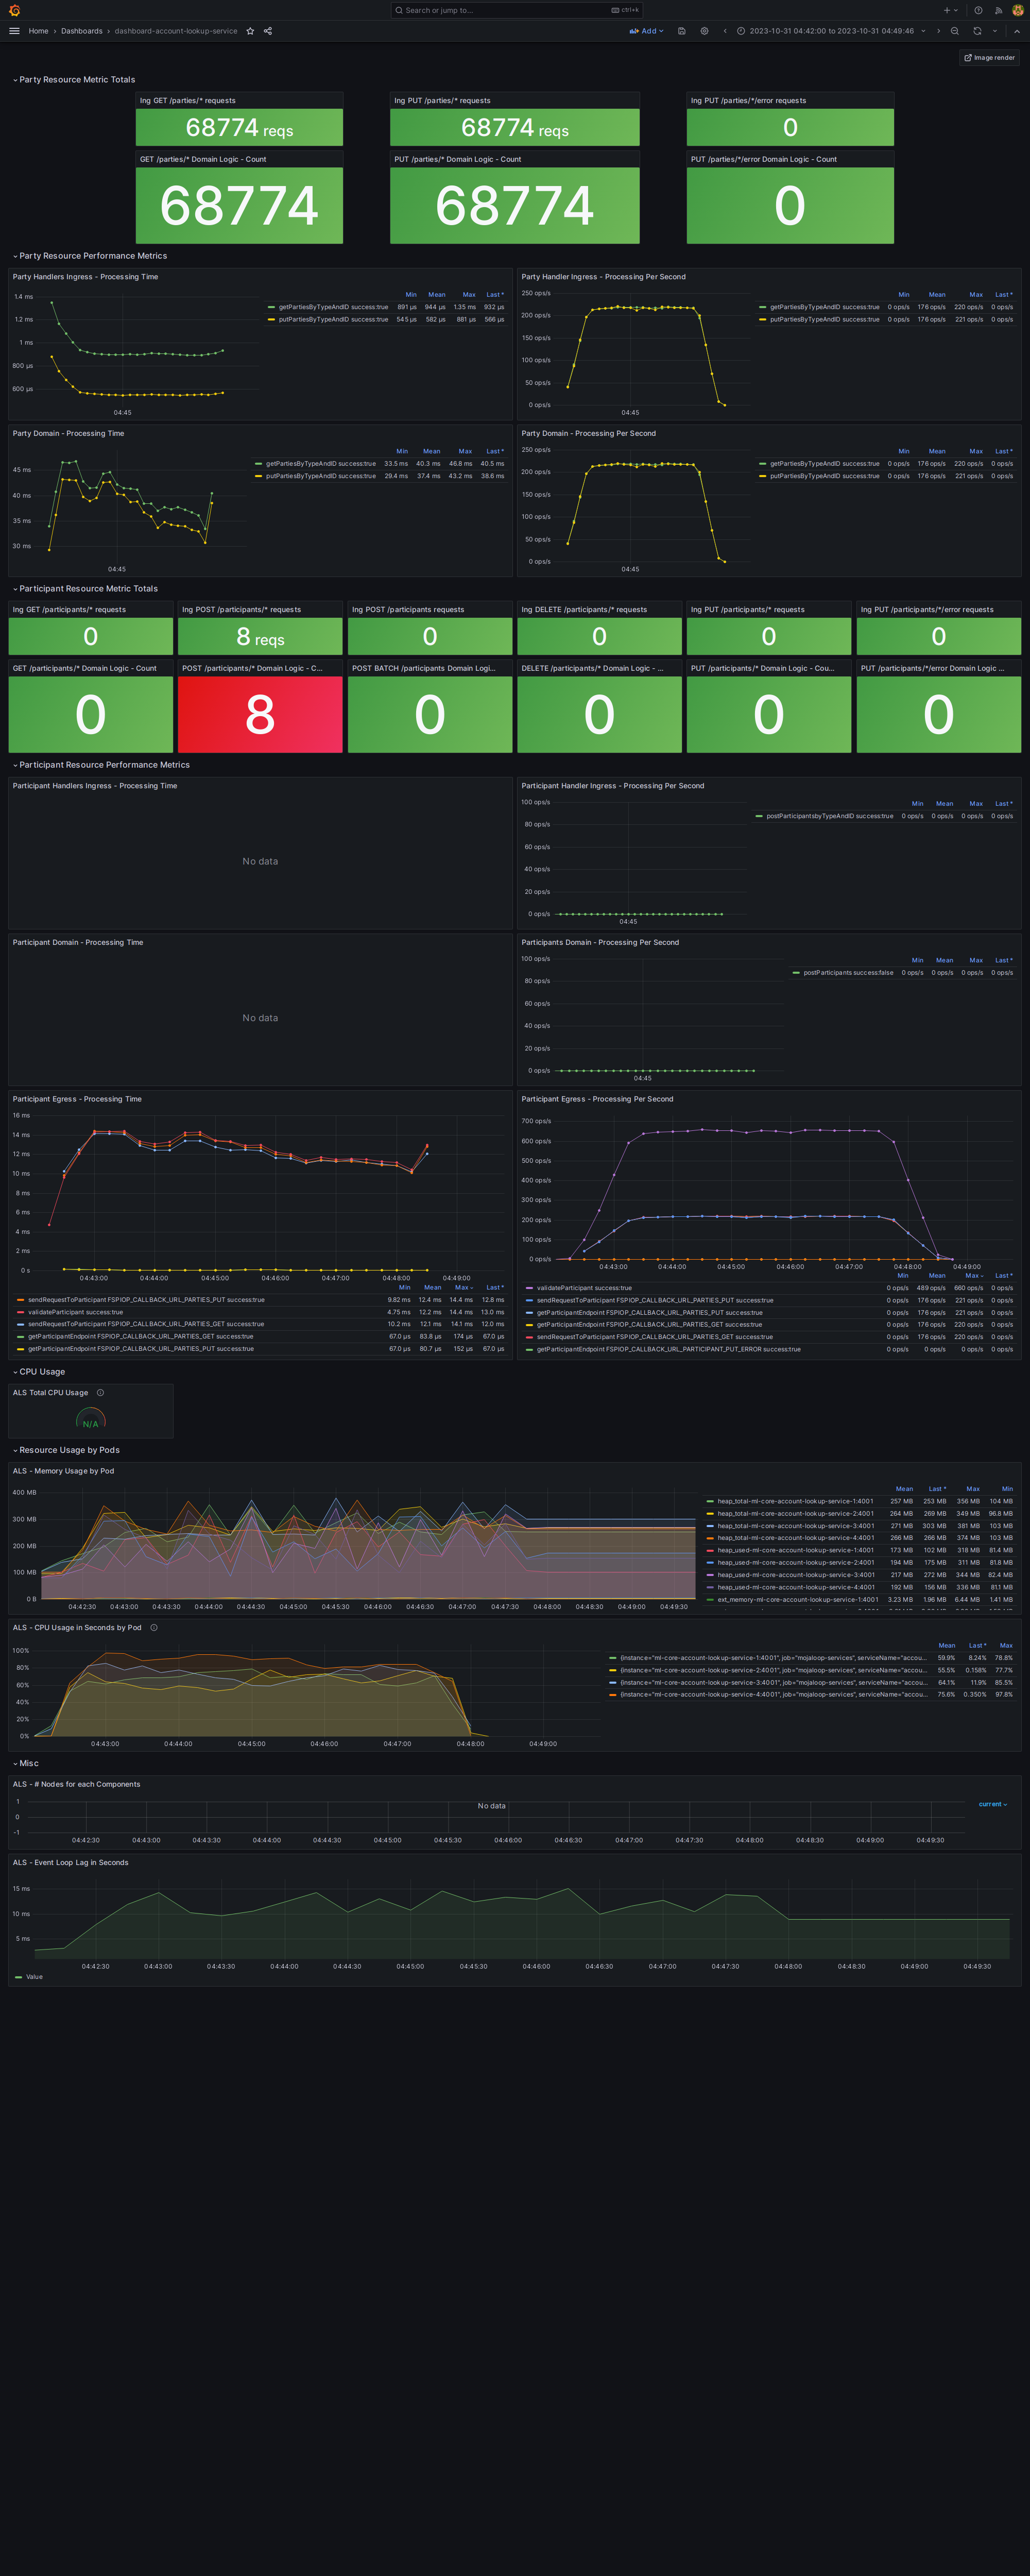 Search or jump to...
ctrl+k
Home > Dashboards > dashboard-account-lookup-service
Add
2023-10-31 04:42:00 to 2023-10-31 04:49:46
Image render
Party Resource Metric Totals
Ing GET /parties/* requests
68774 reqs
Ing PUT /parties/* requests
68774 reqs
Ing PUT /parties/*/error requests
0
GET /parties/* Domain Logic - Count
68774
PUT /parties/* Domain Logic - Count
68774
PUT /parties/*/error Domain Logic - Count
0
Party Resource Performance Metrics
Party Handlers Ingress - Processing Time
1.4 ms
1.2 ms
1 ms
800 µs
600 µs
04:45
Min Mean Max Last *
getPartiesByTypeAndID success:true 891 µs 944 µs 1.35 ms 932 µs
putPartiesByTypeAndID success:true 545 µs 582 µs 881 µs 566 µs
Party Handler Ingress - Processing Per Second
250 ops/s
200 ops/s
150 ops/s
100 ops/s
50 ops/s
0 ops/s
04:45
Min Mean Max Last *
getPartiesByTypeAndID success:true 0 ops/s 176 ops/s 220 ops/s 0 ops/s
putPartiesByTypeAndID success:true 0 ops/s 176 ops/s 221 ops/s 0 ops/s
Party Domain - Processing Time
45 ms
40 ms
35 ms
30 ms
04:45
Min Mean Max Last *
getPartiesByTypeAndID success:true 33.5 ms 40.3 ms 46.8 ms 40.5 ms
putPartiesByTypeAndID success:true 29.4 ms 37.4 ms 43.2 ms 38.6 ms
Party Domain - Processing Per Second
250 ops/s
200 ops/s
150 ops/s
100 ops/s
50 ops/s
0 ops/s
04:45
Min Mean Max Last *
getPartiesByTypeAndID success:true 0 ops/s 176 ops/s 220 ops/s 0 ops/s
putPartiesByTypeAndID success:true 0 ops/s 176 ops/s 221 ops/s 0 ops/s
Participant Resource Metric Totals
Ing GET /participants/* requests
0
Ing POST /participants/* requests
8 reqs
Ing POST /participants requests
0
Ing DELETE /participants/* requests
0
Ing PUT /participants/* requests
0
Ing PUT /participants/*/error requests
0
GET /participants/* Domain Logic - Count
0
POST /participants/* Domain Logic - C...
8
POST BATCH /participants Domain Logi...
0
DELETE /participants/* Domain Logic - ...
0
PUT /participants/* Domain Logic - Cou...
0
PUT /participants/*/error Domain Logic ...
0
Participant Resource Performance Metrics
Participant Handlers Ingress - Processing Time
No data
Participant Handler Ingress - Processing Per Second
100 ops/s
80 ops/s
60 ops/s
40 ops/s
20 ops/s
0 ops/s
04:45
Min Mean Max Last *
postParticipantsbyTypeAndID success:true 0 ops/s 0 ops/s 0 ops/s 0 ops/s
Participant Domain - Processing Time
No data
Participants Domain - Processing Per Second
100 ops/s
80 ops/s
60 ops/s
40 ops/s
20 ops/s
0 ops/s
04:45
Min Mean Max Last *
postParticipants success:false 0 ops/s 0 ops/s 0 ops/s 0 ops/s
Participant Egress - Processing Time
16 ms
14 ms
12 ms
10 ms
8 ms
6 ms
4 ms
2 ms
0 s
04:43:00 04:44:00 04:45:00 04:46:00 04:47:00 04:48:00 04:49:00
Min Mean Max Last *
sendRequestToParticipant FSPIOP_CALLBACK_URL_PARTIES_PUT success:true 9.82 ms 12.4 ms 14.4 ms 12.8 ms
validateParticipant success:true 4.75 ms 12.2 ms 14.4 ms 13.0 ms
sendRequestToParticipant FSPIOP_CALLBACK_URL_PARTIES_GET success:true 10.2 ms 12.1 ms 14.1 ms 12.0 ms
getParticipantEndpoint FSPIOP_CALLBACK_URL_PARTIES_GET success:true 67.0 µs 83.8 µs 174 µs 67.0 µs
getParticipantEndpoint FSPIOP_CALLBACK_URL_PARTIES_PUT success:true 67.0 µs 80.7 µs 152 µs 67.0 µs
Participant Egress - Processing Per Second
700 ops/s
600 ops/s
500 ops/s
400 ops/s
300 ops/s
200 ops/s
100 ops/s
0 ops/s
04:43:00 04:44:00 04:45:00 04:46:00 04:47:00 04:48:00 04:49:00
Min Mean Max Last *
validateParticipant success:true 0 ops/s 489 ops/s 660 ops/s 0 ops/s
sendRequestToParticipant FSPIOP_CALLBACK_URL_PARTIES_PUT success:true 0 ops/s 176 ops/s 221 ops/s 0 ops/s
getParticipantEndpoint FSPIOP_CALLBACK_URL_PARTIES_PUT success:true 0 ops/s 176 ops/s 221 ops/s 0 ops/s
getParticipantEndpoint FSPIOP_CALLBACK_URL_PARTIES_GET success:true 0 ops/s 176 ops/s 220 ops/s 0 ops/s
sendRequestToParticipant FSPIOP_CALLBACK_URL_PARTIES_GET success:true 0 ops/s 176 ops/s 220 ops/s 0 ops/s
getParticipantEndpoint FSPIOP_CALLBACK_URL_PARTICIPANT_PUT_ERROR success:true 0 ops/s 0 ops/s 0 ops/s 0 ops/s
CPU Usage
ALS Total CPU Usage
N/A
Resource Usage by Pods
ALS - Memory Usage by Pod
400 MB
300 MB
200 MB
100 MB
0 B
04:42:30 04:43:00 04:43:30 04:44:00 04:44:30 04:45:00 04:45:30 04:46:00 04:46:30 04:47:00 04:47:30 04:48:00 04:48:30 04:49:00 04:49:30
Mean Last * Max Min
heap_total-ml-core-account-lookup-service-1:4001 257 MB 253 MB 356 MB 104 MB
heap_total-ml-core-account-lookup-service-2:4001 264 MB 269 MB 349 MB 96.8 MB
heap_total-ml-core-account-lookup-service-3:4001 271 MB 303 MB 381 MB 103 MB
heap_total-ml-core-account-lookup-service-4:4001 266 MB 266 MB 374 MB 103 MB
heap_used-ml-core-account-lookup-service-1:4001 173 MB 102 MB 318 MB 81.4 MB
heap_used-ml-core-account-lookup-service-2:4001 194 MB 175 MB 311 MB 81.8 MB
heap_used-ml-core-account-lookup-service-3:4001 217 MB 272 MB 344 MB 82.4 MB
heap_used-ml-core-account-lookup-service-4:4001 192 MB 156 MB 336 MB 81.1 MB
ext_memory-ml-core-account-lookup-service-1:4001 3.23 MB 1.96 MB 6.44 MB 1.41 MB
ALS - CPU Usage in Seconds by Pod
100%
80%
60%
40%
20%
0%
04:43:00 04:44:00 04:45:00 04:46:00 04:47:00 04:48:00 04:49:00
Mean Last * Max
{instance="ml-core-account-lookup-service-1:4001", job="mojaloop-services", serviceName="accou... 59.9% 8.24% 78.8%
{instance="ml-core-account-lookup-service-2:4001", job="mojaloop-services", serviceName="accou... 55.5% 0.158% 77.7%
{instance="ml-core-account-lookup-service-3:4001", job="mojaloop-services", serviceName="accou... 64.1% 11.9% 85.5%
{instance="ml-core-account-lookup-service-4:4001", job="mojaloop-services", serviceName="accou... 75.6% 0.350% 97.8%
Misc
ALS - # Nodes for each Components
1
0
-1
No data
current
04:42:30 04:43:00 04:43:30 04:44:00 04:44:30 04:45:00 04:45:30 04:46:00 04:46:30 04:47:00 04:47:30 04:48:00 04:48:30 04:49:00 04:49:30
ALS - Event Loop Lag in Seconds
15 ms
10 ms
5 ms
04:42:30 04:43:00 04:43:30 04:44:00 04:44:30 04:45:00 04:45:30 04:46:00 04:46:30 04:47:00 04:47:30 04:48:00 04:48:30 04:49:00 04:49:30
Value